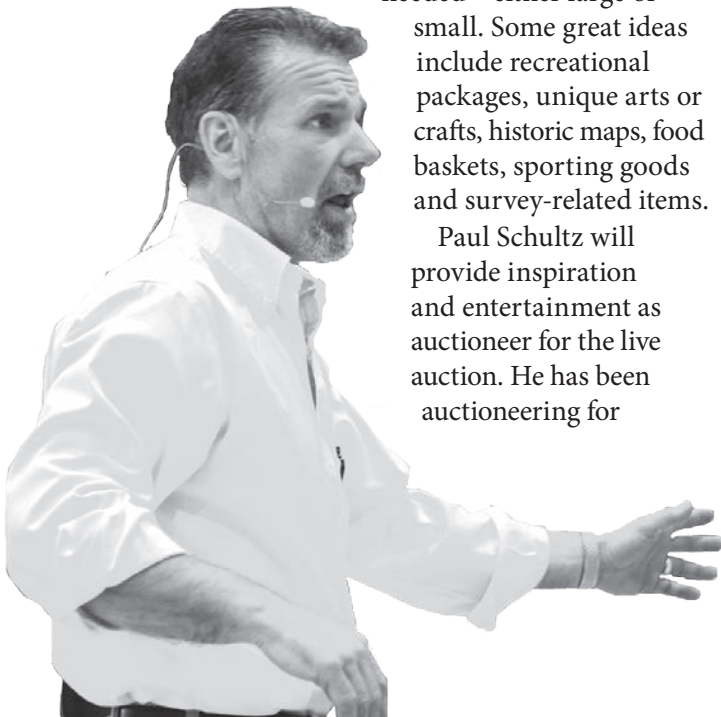 small. Some great ideas
include recreational
packages, unique arts or
crafts, historic maps, food
baskets, sporting goods
and survey-related items.
Paul Schultz will
provide inspiration
and entertainment as
auctioneer for the live
auction. He has been
auctioneering for